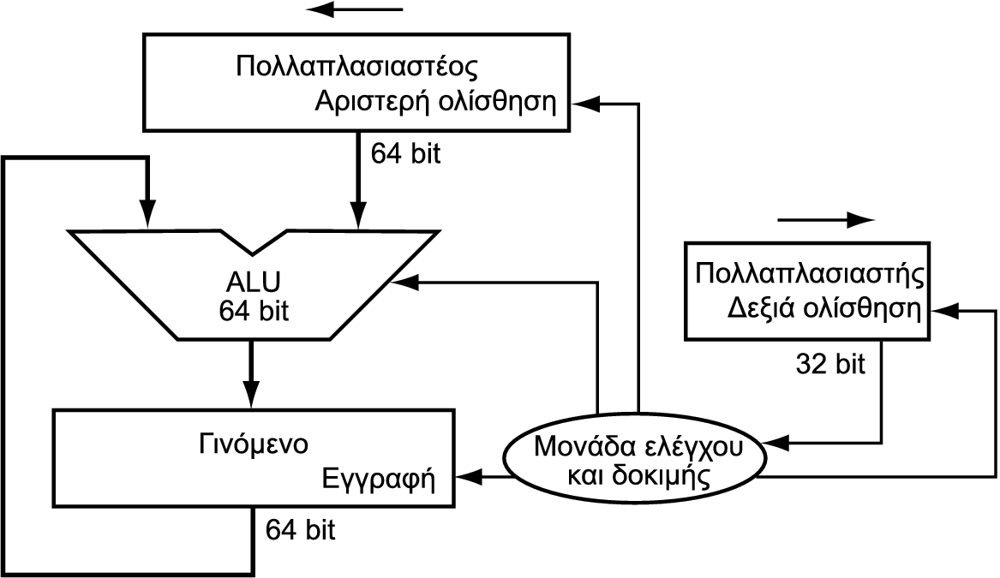 Πολλαπλασιαστέος
Αριστερή ολίσθηση
64 bit
ALU
64 bit
Πολλαπλασιαστής
Δεξιά ολίσθηση
32 bit
Γινόμενο
Εγγραφή
64 bit
Μονάδα ελέγχου
και δοκιμής